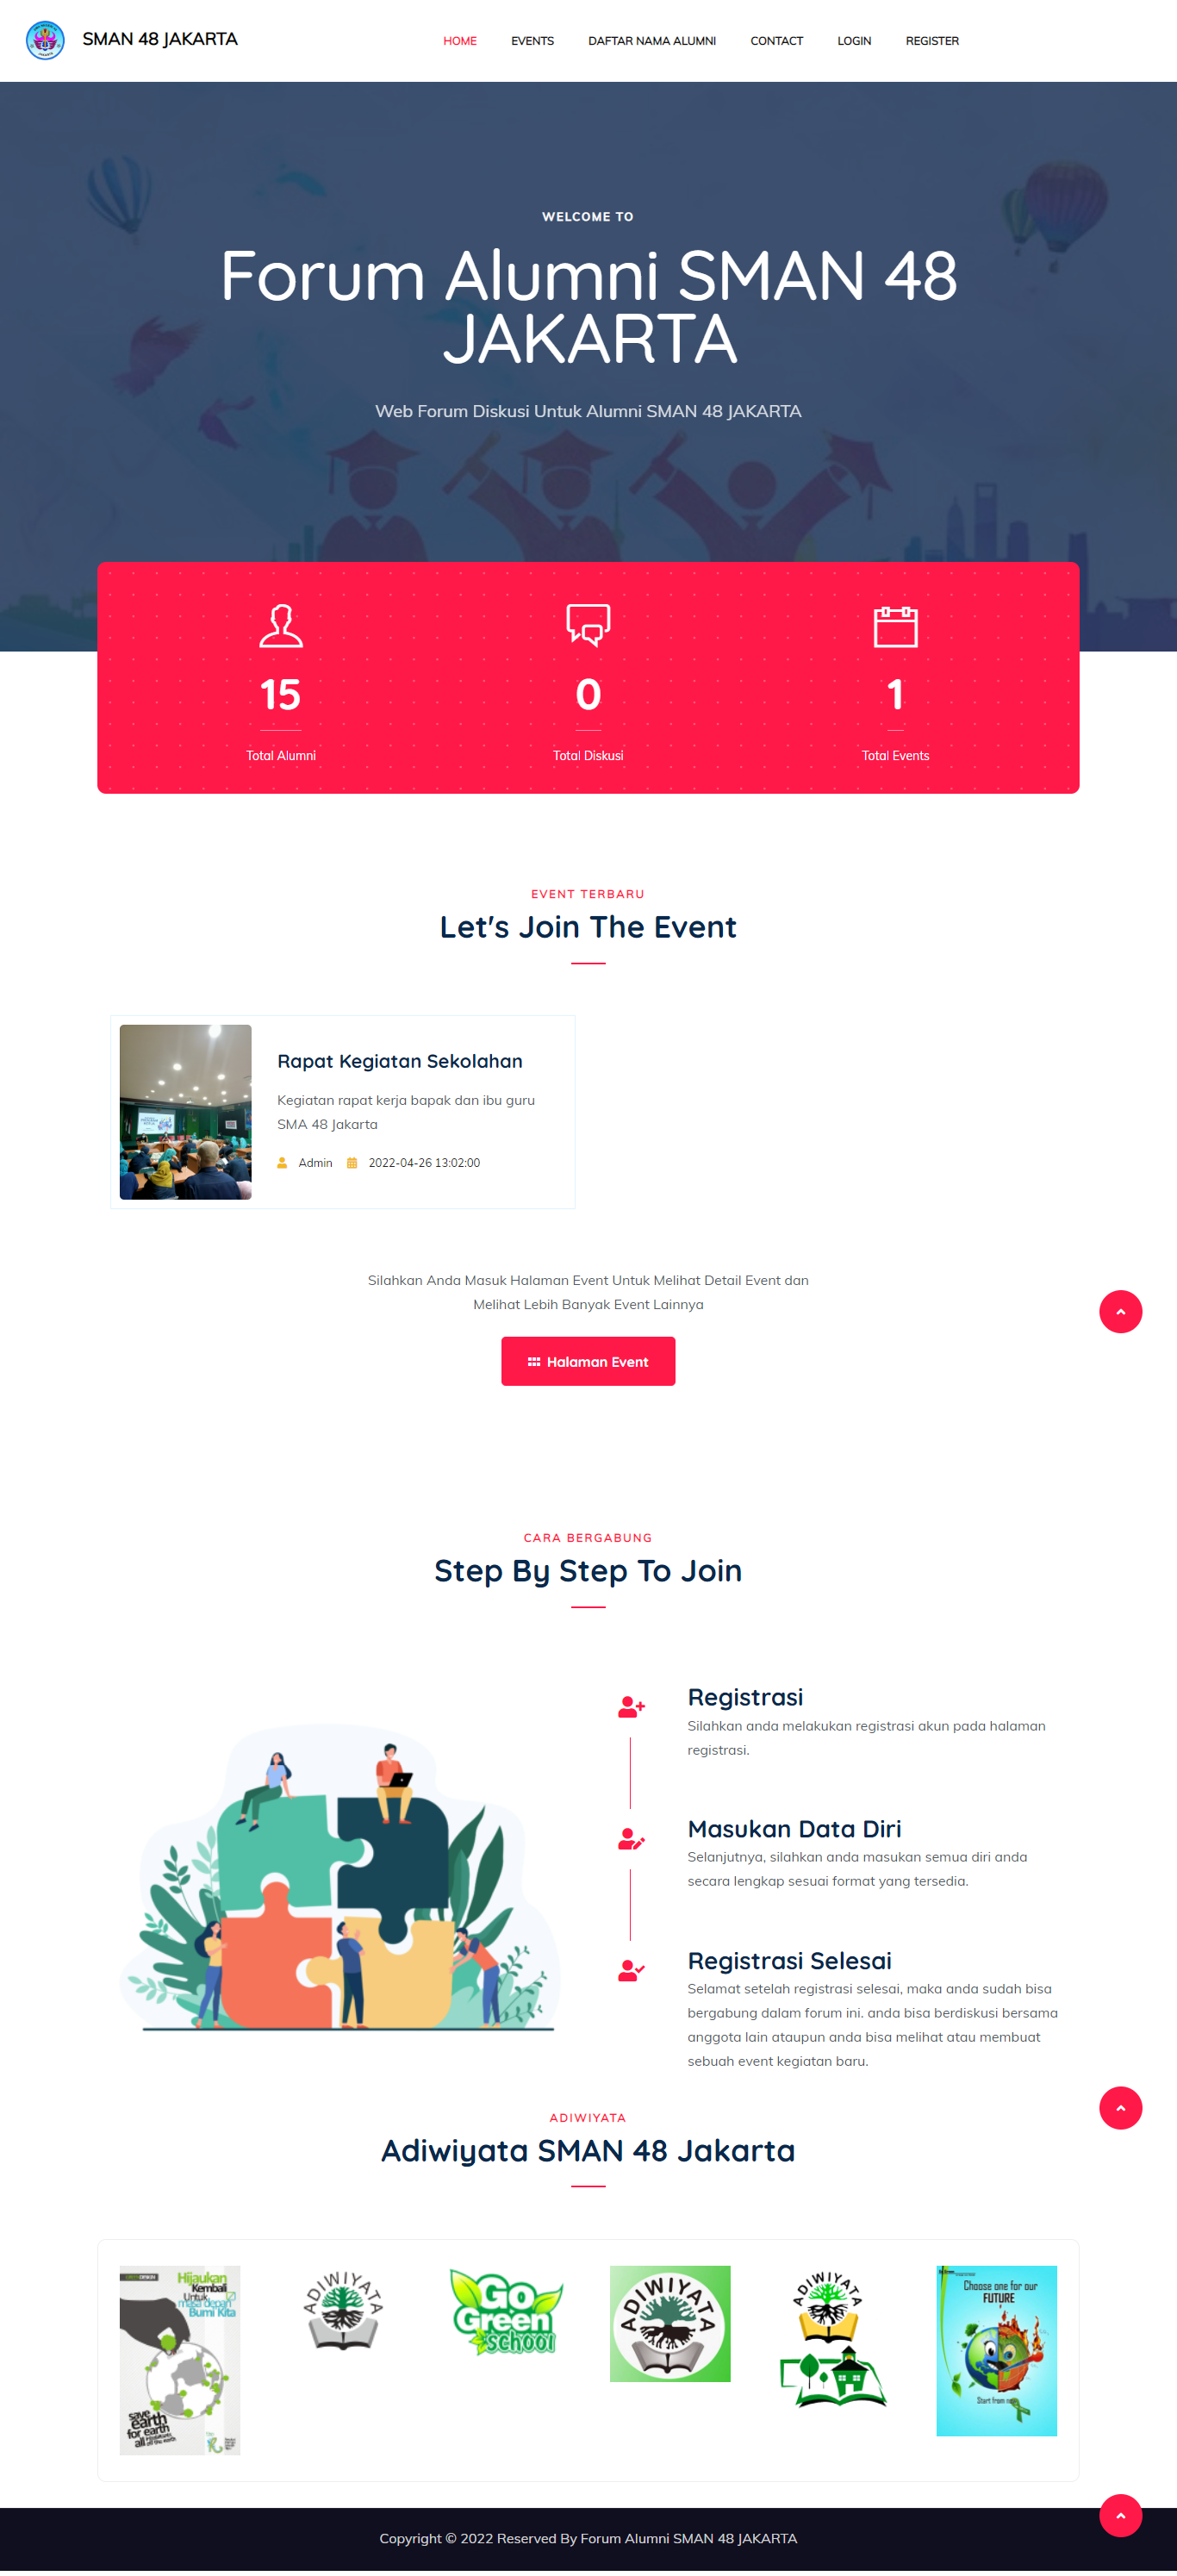 SMAN 48 JAKARTA
HOME
EVENTS
DAFTAR NAMA ALUMNI
CONTACT
LOGIN
REGISTER
WELCOME TO
Forum Alumni SMAN 48
JAKARTA
Web Forum Diskusi Untuk Alumni SMAN 48 JAKARTA
15
Total Alumni
0
Total Diskusi
1
Total Events
EVENT TERBARU
Let's Join The Event
Rapat Kegiatan Sekolahan
Kegiatan rapat kerja bapak dan ibu guru
SMA 48 Jakarta
Admin
2022-04-26 13:02:00
Silahkan Anda Masuk Halaman Event Untuk Melihat Detail Event dan
Melihat Lebih Banyak Event Lainnya
Halaman Event
CARA BERGABUNG
Step By Step To Join
Registrasi
Silahkan anda melakukan registrasi akun pada halaman
registrasi.
Masukan Data Diri
Selanjutnya, silahkan anda masukan semua diri anda
secara lengkap sesuai format yang tersedia.
Registrasi Selesai
Selamat setelah registrasi selesai, maka anda sudah bisa
bergabung dalam forum ini. anda bisa berdiskusi bersama
anggota lain ataupun anda bisa melihat atau membuat
sebuah event kegiatan baru.
ADIWIYATA
Adiwiyata SMAN 48 Jakarta
Hijaukan
Kembali
Untuk
masa depan
Bumi Kita
save
earth
for earth
all
ADIWIYATA
Go
Green
school
ADIWIYATA
ADIWIYATA
Choose one for our
FUTURE
Start from
Copyright © 2022 Reserved By Forum Alumni SMAN 48 JAKARTA